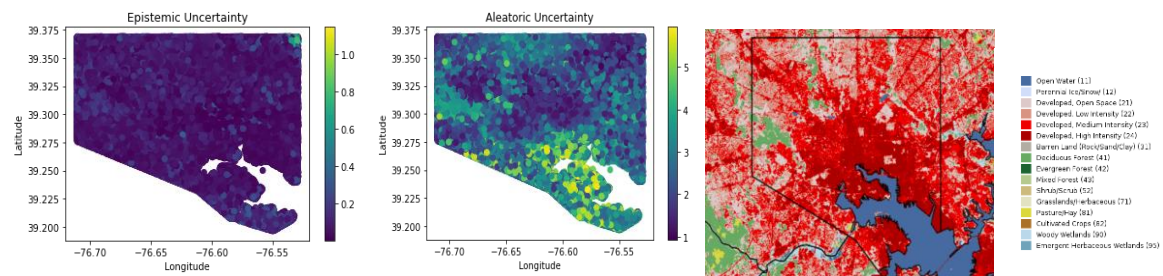 Epistemic Uncertainty
39.375
39.350
39.325
39.300
39.275
39.250
39.225
39.200
Latitude
−76.70
−76.65
−76.60
−76.55
Longitude
1.0
0.8
0.6
0.4
0.2
Aleatoric Uncertainty
39.375
39.350
39.325
39.300
39.275
39.250
39.225
39.200
Latitude
−76.70
−76.65
−76.60
−76.55
Longitude
5
4
3
2
1
Open Water (11)
Perennial Ice/Snow/ (12)
Developed, Open Space (21)
Developed, Low Intensity (22)
Developed, Medium Intensity (23)
Developed, High Intensity (24)
Barren Land (Rock/Sand/Clay) (31)
Deciduous Forest (41)
Evergreen Forest (42)
Mixed Forest (43)
Shrub/Scrub (52)
Grasslands/Herbaceous (71)
Pasture/Hay (81)
Cultivated Crops (82)
Woody Wetlands (90)
Emergent Herbaceous Wetlands (95)